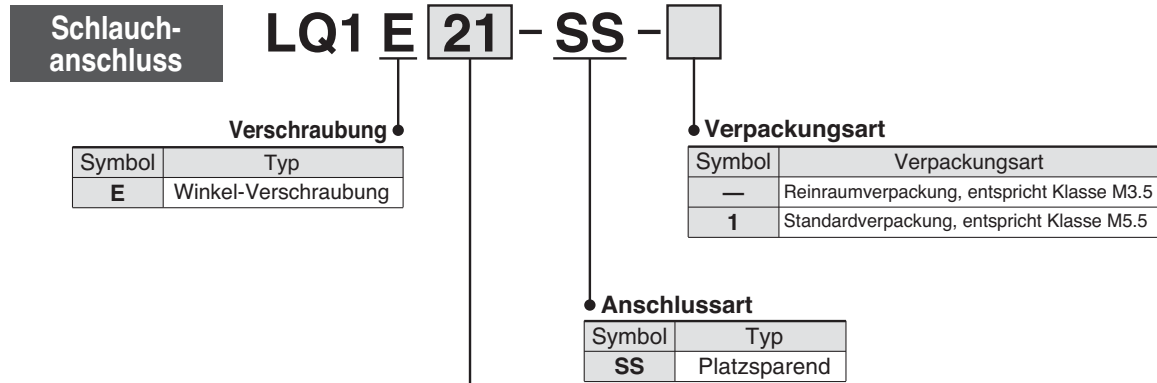 Schlauch-
anschluss
LQ1 E 21 – SS –
Verschraubung
Symbol Typ
E Winkel-Verschraubung
Verpackungsart
Symbol Verpackungsart
— Reinraumverpackung, entspricht Klasse M3.5
1 Standardverpackung, entspricht Klasse M5.5
Anschlussart
Symbol Typ
SS Platzsparend